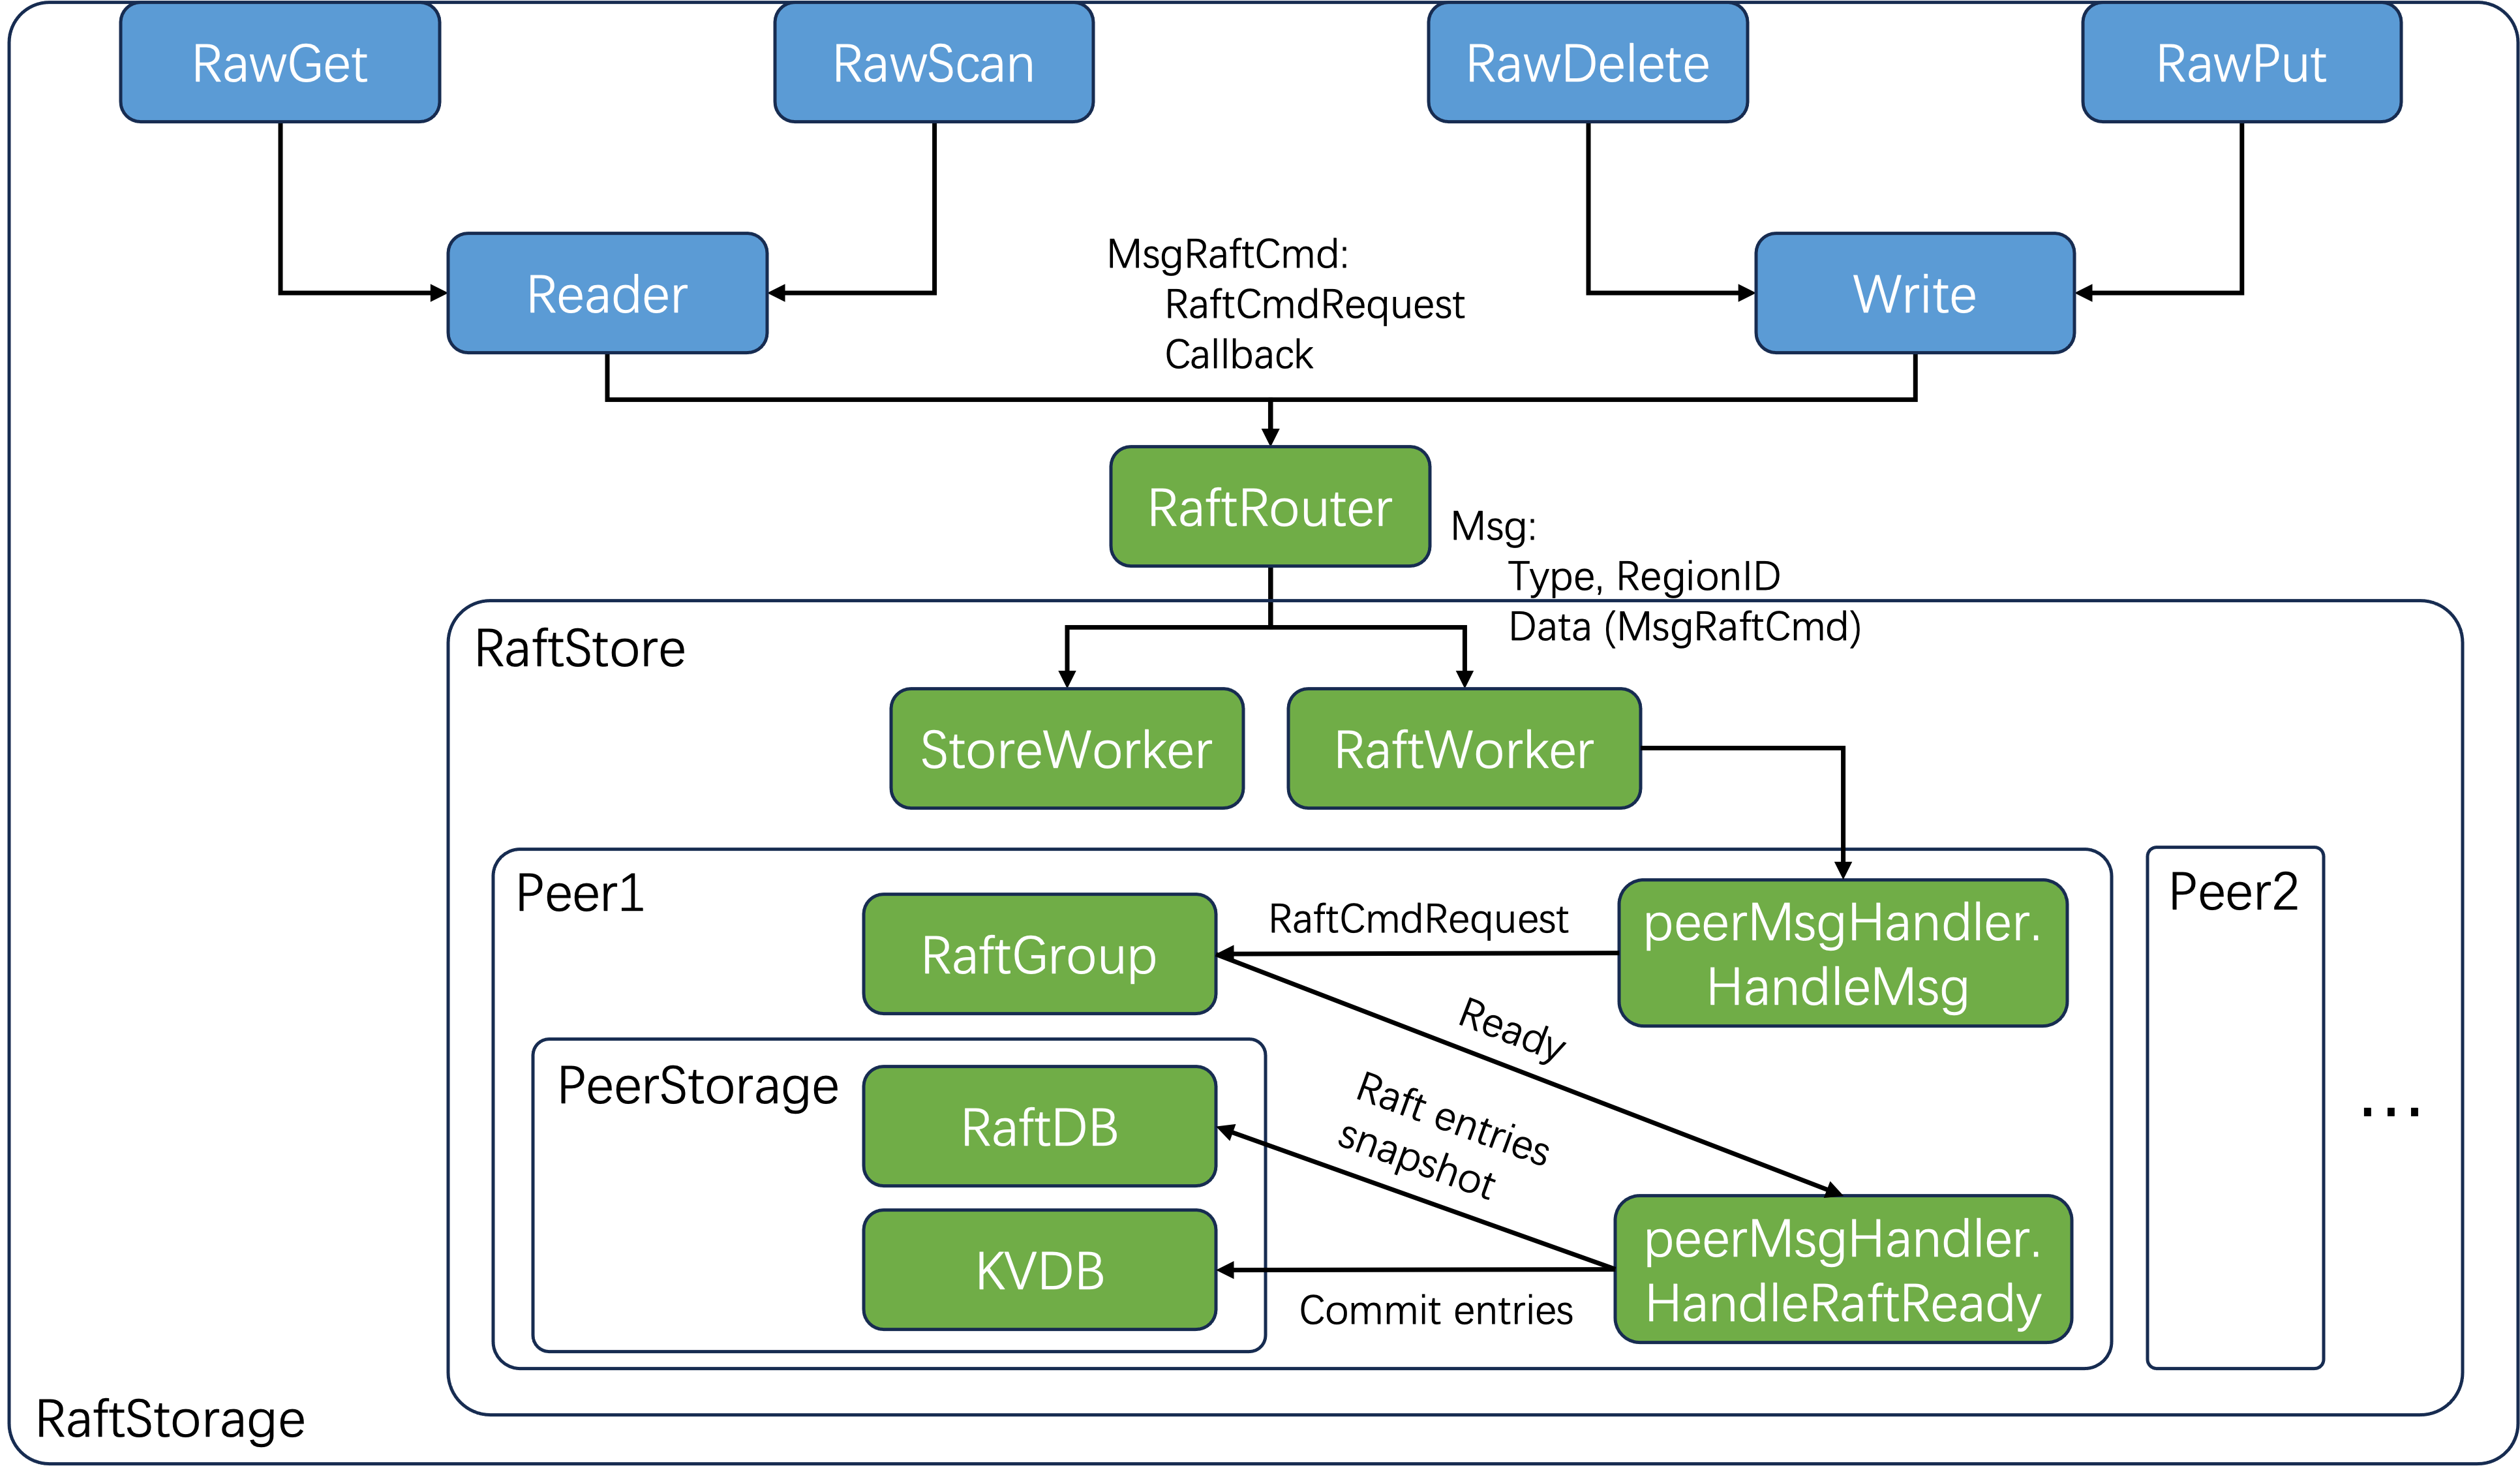 RawGet
RawScan
RawDelete
RawPut
Reader
MsgRaftCmd:
RaftCmdRequest
Callback
Write
RaftRouter
Msg:
Type, RegionID
Data (MsgRaftCmd)
RaftStore
StoreWorker
RaftWorker
Peer1
RaftGroup
RaftCmdRequest
peerMsgHandler.
HandleMsg
Peer2
Ready
PeerStorage
RaftDB
Raft entries
snapshot
...
KVDB
Commit entries
peerMsgHandler.
HandleRaftReady
RaftStorage